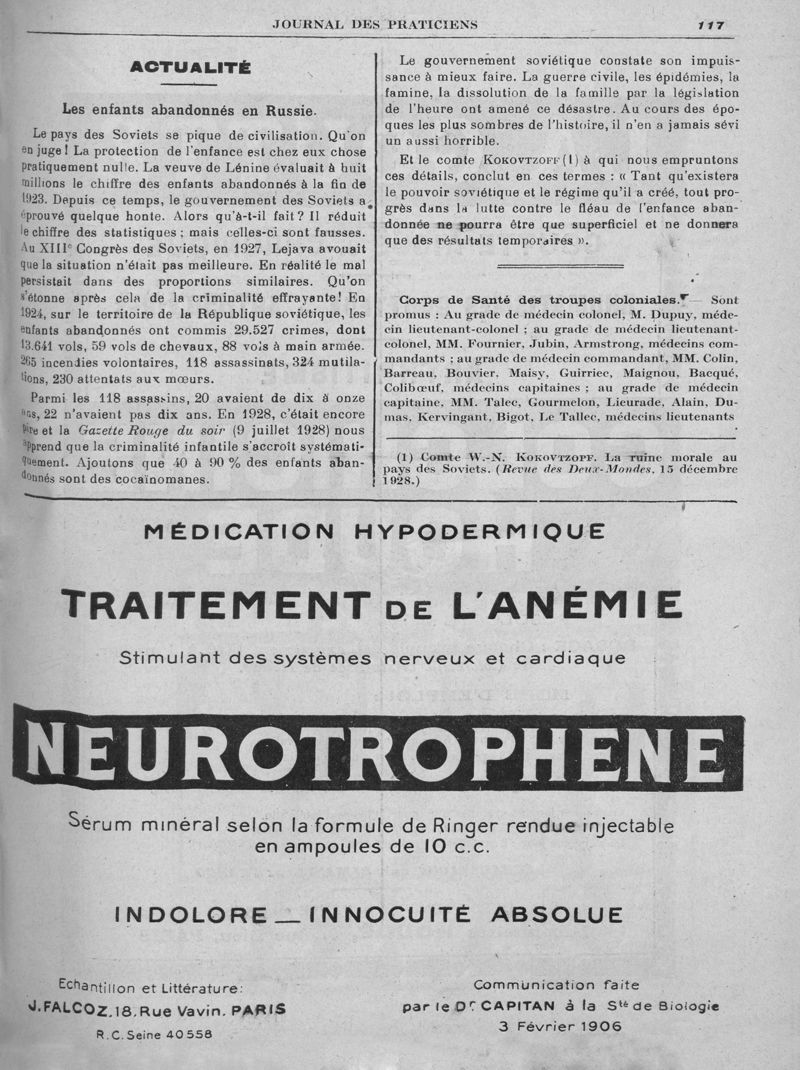 JOURNAL DES PRATICIENS 117
ACTUALITÉ
Les enfants abandonnés en Russie.
Le pays des Soviets se pique de civilisation. Qu'on
en juge ! La protection de l'enfance est chez eux chose
pratiquement nulle. La veuve de Lénine évaluait à huit
millions le chiffre des enfants abandonnés à la fin de
1923. Depuis ce temps, le gouvernement des Soviets a
éprouvé quelque honte. Alors qu'à-t-il fait ? Il réduit
le chiffre des statistiques ; mais celles-ci sont fausses.
Au XIIIe Congrès des Soviets, en 1927, Lejava avouait
que la situation n'était pas meilleure. En réalité le mal
persistait dans des proportions similaires. Qu'on
s'étonne après cela de la criminalité effrayante! En
1924, sur le territoire de la République soviétique, les
enfants abandonnés ont commis 29.527 crimes, dont
13.641 vols, 59 vols de chevaux, 88 vols à main armée.
265 incendies volontaires, 118 assassinats, 324 mutila-
tions, 230 attentats aux mœurs.
Parmi les 118 assassins, 20 avaient de dix à onze
ans, 22 n'avaient pas dix ans. En 1928, c'était encore
pire et la Gazette Rouge du soir (9 juillet 1928) nous
apprend que la criminalité infantile s'accroît systémati-
quement. Ajoutons que 40 à 90 % des enfants aban-
donnés sont des cocaïnomanes.
Le gouvernement soviétique constate son impuis-
sance à mieux faire. La guerre civile, les épidémies, la
famine, la dissolution de la famille par la législation
de l'heure ont amené ce désastre. Au cours des épo-
ques les plus sombres de l'histoire, il n'en a jamais sévi
un aussi horrible.
Et le comte KOKOVTZOFF (1) à qui nous empruntons
ces détails, conclut en ces termes : « Tant qu'existera
le pouvoir soviétique et le régime qu'il a créé, tout pro-
grès dans la lutte contre le fléau de l'enfance aban-
donnée ne pourra être que superficiel et ne donnera
que des résultats temporaires ».
Corps de Santé des troupes coloniales. — Sont
promus : Au grade de médecin colonel, M. Dupuy, méde-
cin lieutenant-colonel ; au grade de médecin lieutenant-
colonel, MM. Fournier, Jubin, Armstrong, médecins com-
mandants ; au grade de médecin commandant, MM. Colin,
Barreau, Bouvier, Maisy, Guirriec, Maignou, Bacqué,
Colibœuf, médecins capitaines ; au grade de médecin
capitaine, MM. Talec, Gourmelon, Lieurade, Alain, Du-
mas, Kervingant, Bigot, Le Tallec, médecins lieutenants
(1) Comte W.-N. KOKOVTZOFF. La ruine morale au
pays des Soviets. (Revue des Deux-Mondes, 15 décembre
1928.)
MÉDICATION HYPODERMIQUE
TRAITEMENT DE L'ANÉMIE
Stimulant des systèmes nerveux et cardiaque
NEUROTROPHENE
Sérum minéral selon la formule de Ringer rendue injectable
en ampoules de 10 c.c.
INDOLORE — INNOCUITÉ ABSOLUE
Echantillon et Littérature:
J. FALCOZ, 18, Rue Vavin, PARIS
R.C. Seine 40558
Communication faite
par le Dr CAPITAN à la Sté de Biologie
3 Février 1906